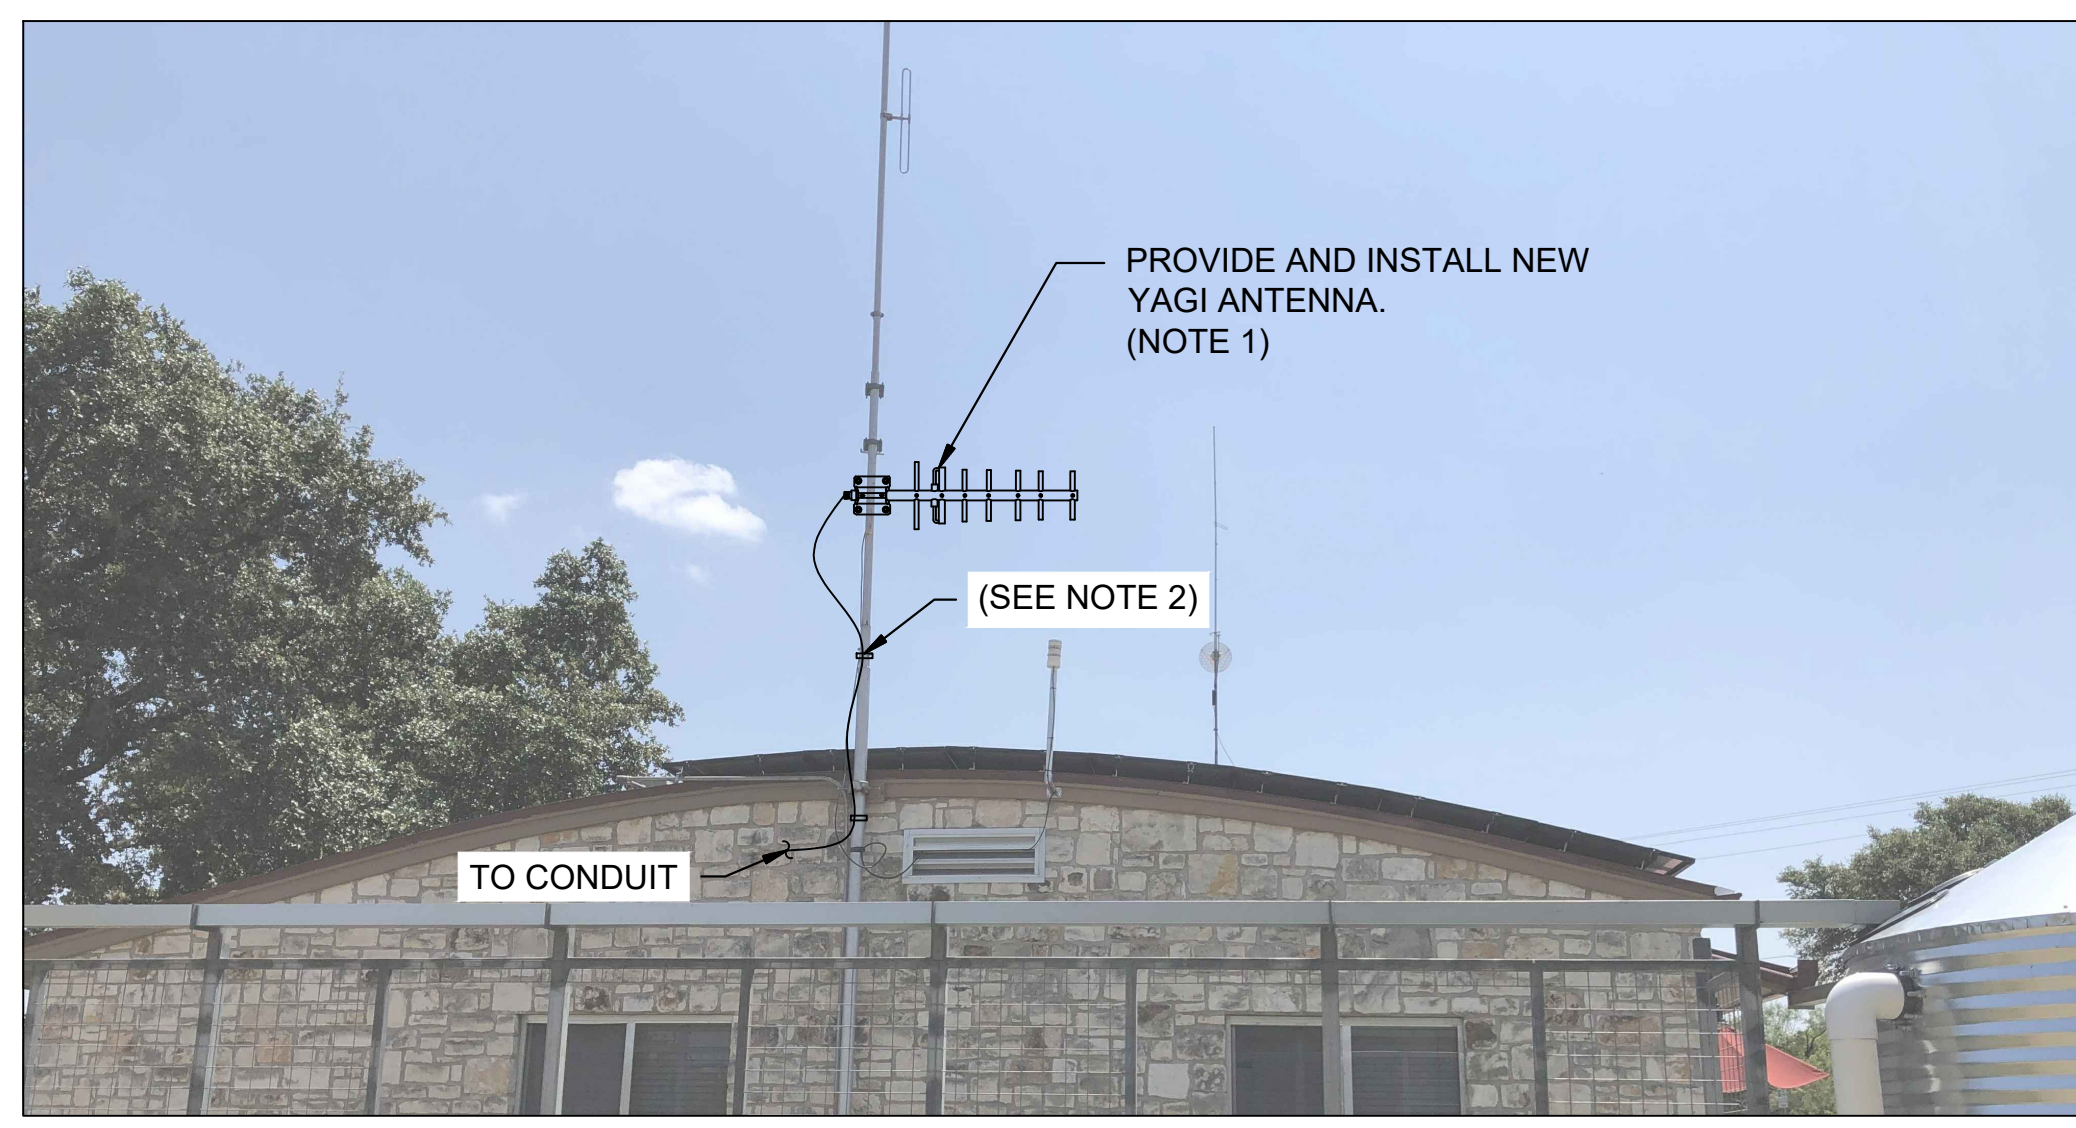 PROVIDE AND INSTALL NEW
YAGI ANTENNA.
(NOTE 1)
(SEE NOTE 2)
TO CONDUIT